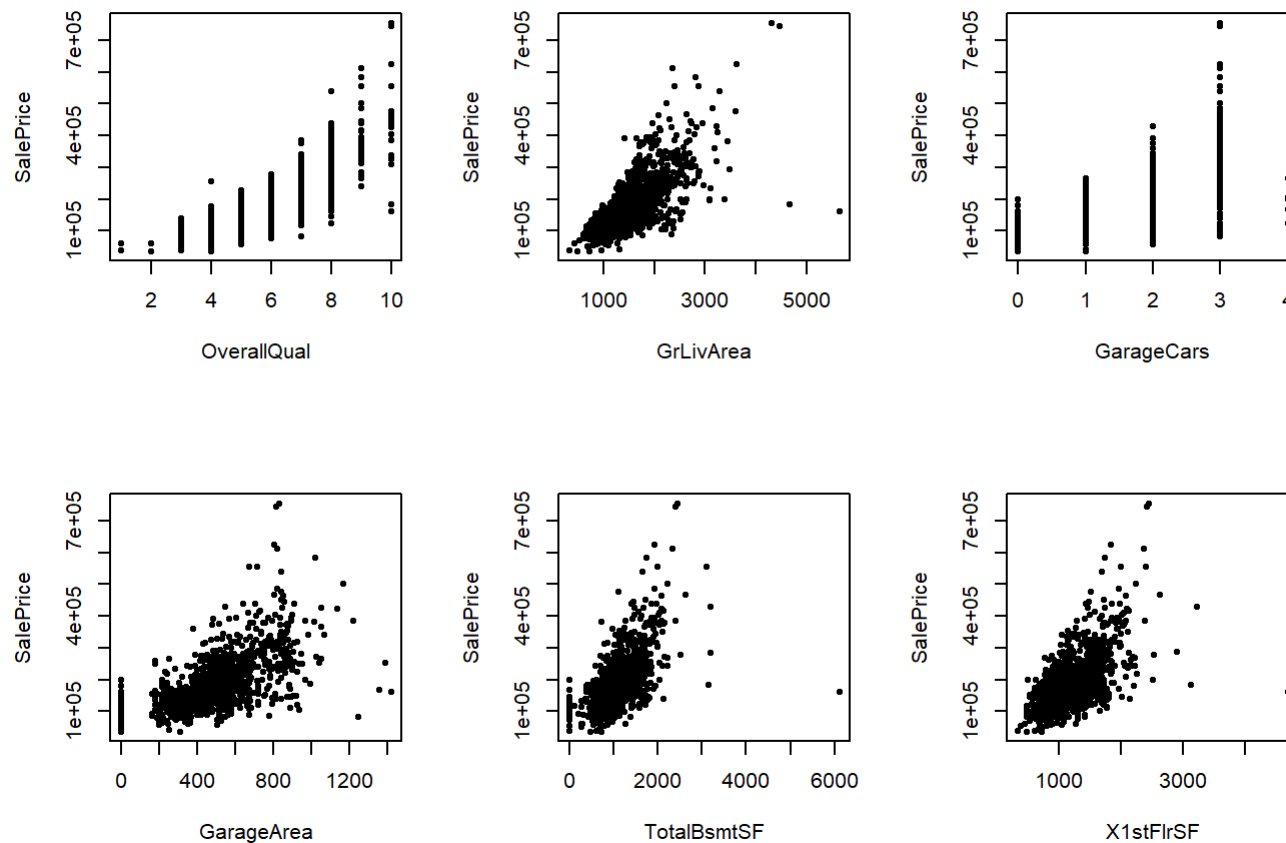 SalePrice
1e+05 4e+05 7e+05
2 4 6 8 10
OverallQual
SalePrice
1e+05 4e+05 7e+05
1000 3000 5000
GrLivArea
SalePrice
1e+05 4e+05 7e+05
0 1 2 3 4
GarageCars
SalePrice
1e+05 4e+05 7e+05
0 400 800 1200
GarageArea
SalePrice
1e+05 4e+05 7e+05
0 2000 4000 6000
TotalBsmtSF
SalePrice
1e+05 4e+05 7e+05
1000 3000
X1stFlrSF